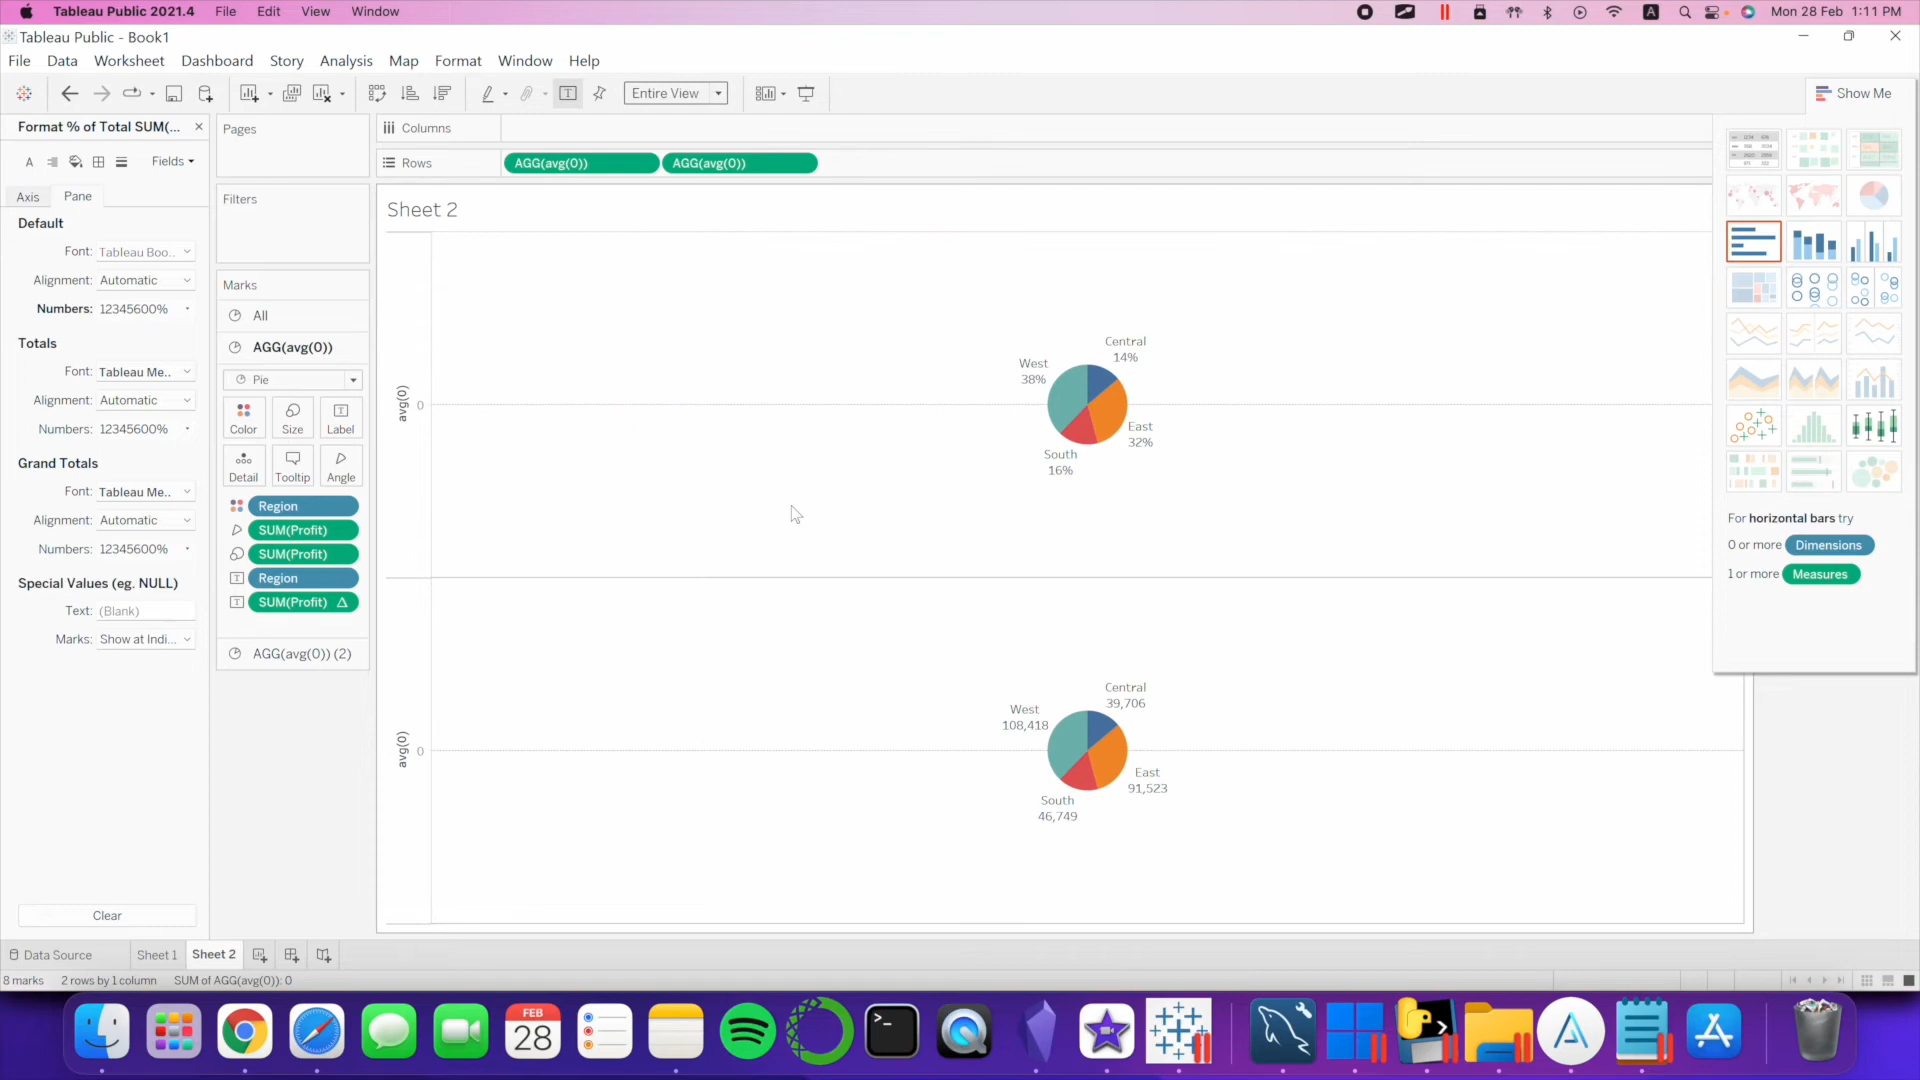 Tableau Public 2021.4 File Edit View Window
Mon 28 Feb 1:11 PM
Tableau Public - Book1
File Data Worksheet Dashboard Story Analysis Map Format Window Help
Entire View
Show Me
Format % of Total SUM(...
Fields
Axis Pane
Default
Font: Tableau Boo..
Alignment: Automatic
Numbers: 12345600%
Totals
Font: Tableau Me..
Alignment: Automatic
Numbers: 12345600%
Grand Totals
Font: Tableau Me..
Alignment: Automatic
Numbers: 12345600%
Special Values (eg. NULL)
Text: (Blank)
Marks: Show at Indi...
Clear
Pages
Filters
Marks
All
AGG(avg(0))
Pie
Color Size Label
Detail Tooltip Angle
Region
SUM(Profit)
SUM(Profit)
Region
SUM(Profit) Δ
AGG(avg(0)) (2)
Columns
Rows AGG(avg(0)) AGG(avg(0))
Sheet 2
avg(0)
0
Central
14%
West
38%
East
32%
South
16%
avg(0)
0
Central
39,706
West
108,418
East
91,523
South
46,749
For horizontal bars try
0 or more Dimensions
1 or more Measures
Data Source Sheet 1 Sheet 2
8 marks 2 rows by 1 column SUM of AGG(avg(0)): 0
FEB
28